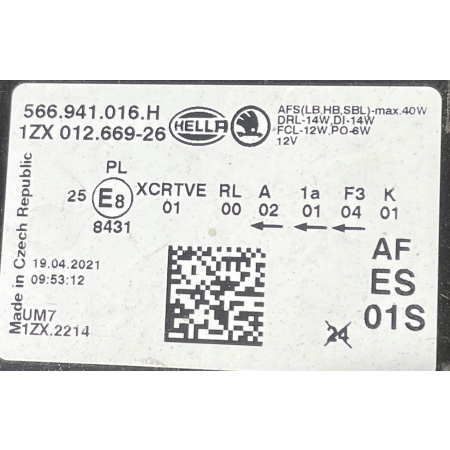 566.941.016.H
1ZX 012.669-26
HELLA
AFS(LB,HB,SBL)-max.40W
DRL-14W,DI-14W
FCL-12W,PO-6W
12V
PL
25 E8 XCRTVE RL A 1a F3 K
01 00 02 01 04 01
8431
Made in Czech Republic
19.04.2021
09:53:12
UM7
1ZX.2214
AF
ES
01S
24